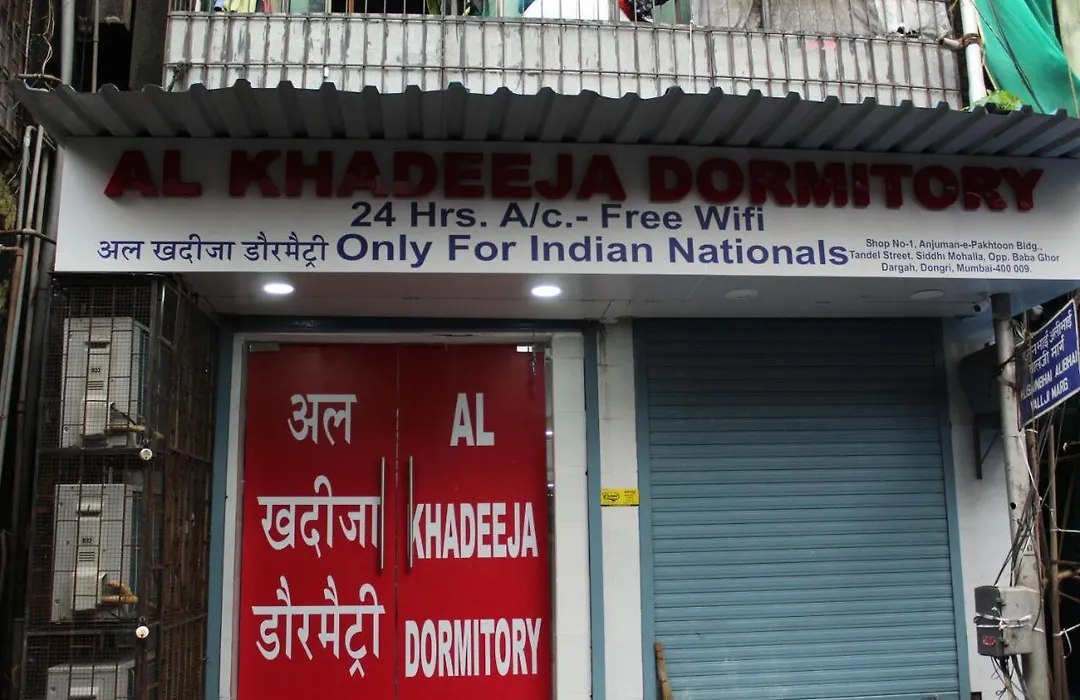 AL KHADEEJA DORMITORY
24 Hrs. A/c.- Free Wifi
अल खदीजा डौरमैट्री Only For Indian Nationals
Shop No-1, Anjuman-e-Pakhtoon Bldg.,
Tandel Street, Siddhi Mohalla, Opp. Baba Ghor
Dargah, Dongri, Mumbai-400 009.
अल
खदीजा
डौरमैट्री
AL
KHADEEJA
DORMITORY
मार्ग
ALIBHAI
MARG